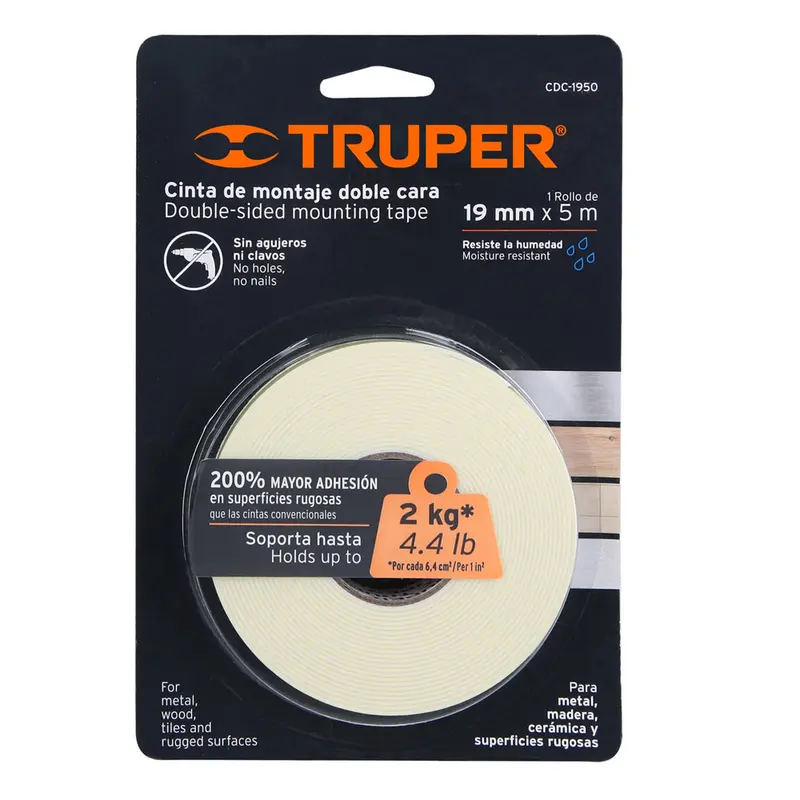 CDC-1950
TRUPER®
Cinta de montaje doble cara
Double-sided mounting tape
1 Rollo de
19 mm x 5 m
Sin agujeros
ni clavos
No holes,
no nails
Resiste la humedad
Moisture resistant
200% MAYOR ADHESIÓN
en superficies rugosas
que las cintas convencionales
Soporta hasta
Holds up to
2 kg*
4.4 lb
*Por cada 6,4 cm²/Per 1 in²
For
metal,
wood,
tiles and
rugged surfaces
Para
metal,
madera,
cerámica y
superficies rugosas